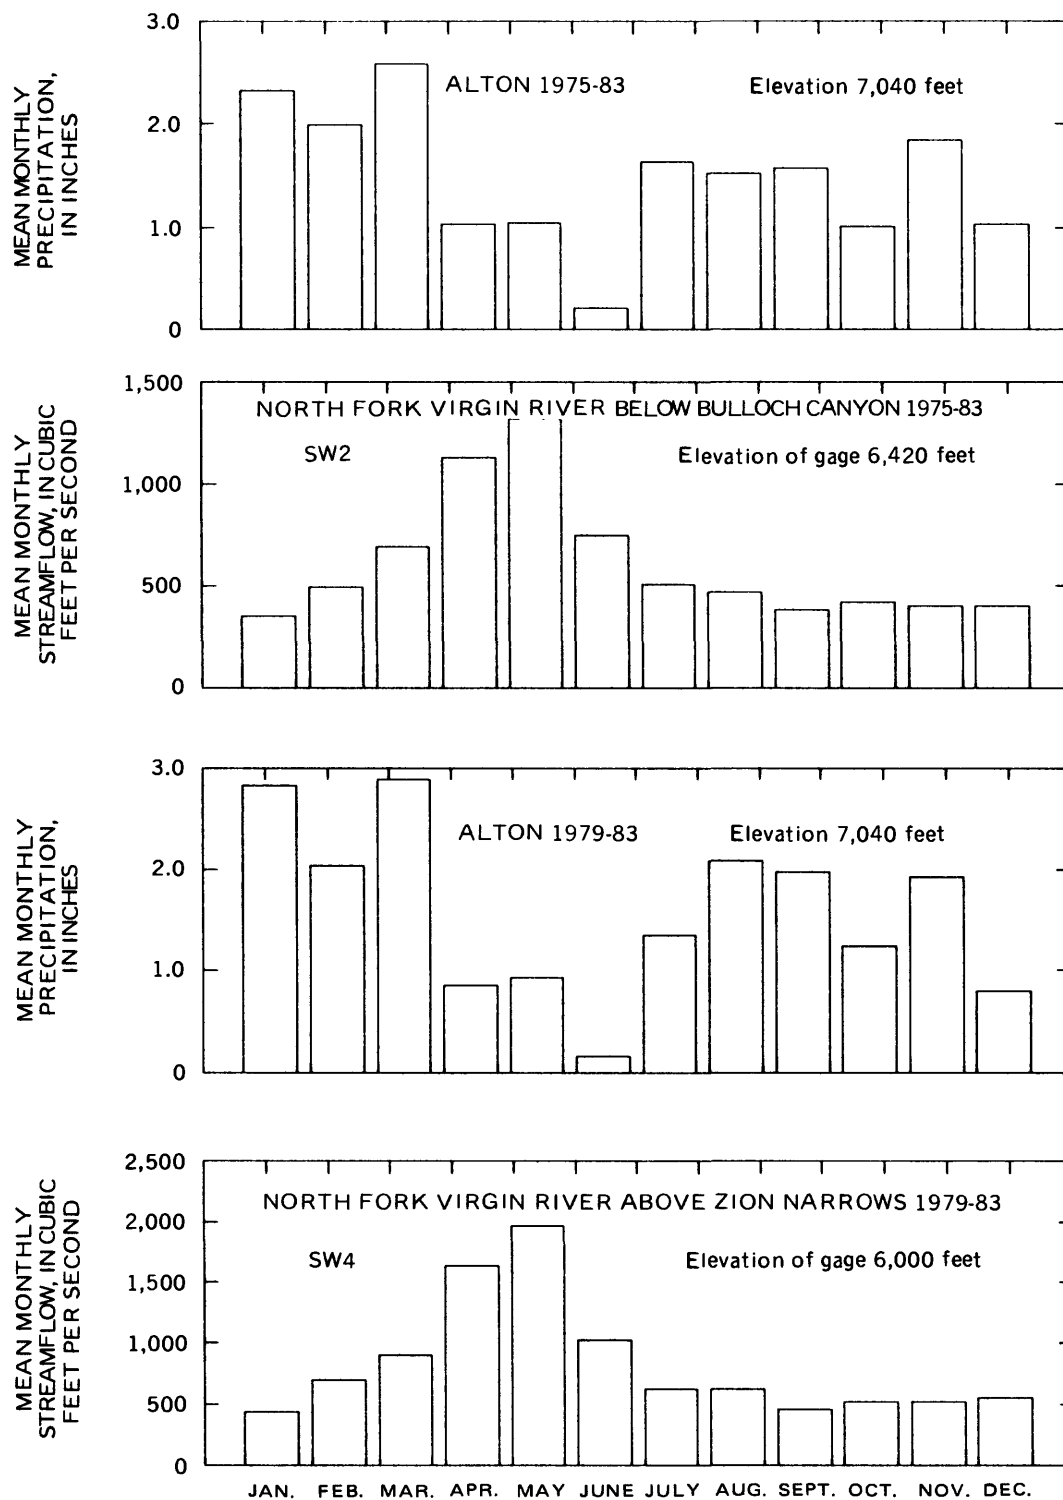 MEAN MONTHLY
PRECIPITATION,
IN INCHES
3.0
2.0
1.0
0
ALTON 1975-83
Elevation 7,040 feet
MEAN MONTHLY
STREAMFLOW, IN CUBIC
FEET PER SECOND
1,500
1,000
500
0
NORTH FORK VIRGIN RIVER BELOW BULLOCH CANYON 1975-83
SW2
Elevation of gage 6,420 feet
MEAN MONTHLY
PRECIPITATION,
IN INCHES
3.0
2.0
1.0
0
ALTON 1979-83
Elevation 7,040 feet
MEAN MONTHLY
STREAMFLOW, IN CUBIC
FEET PER SECOND
2,500
2,000
1,500
1,000
500
0
NORTH FORK VIRGIN RIVER ABOVE ZION NARROWS 1979-83
SW4
Elevation of gage 6,000 feet
JAN. FEB. MAR. APR. MAY JUNE JULY AUG. SEPT. OCT. NOV. DEC.